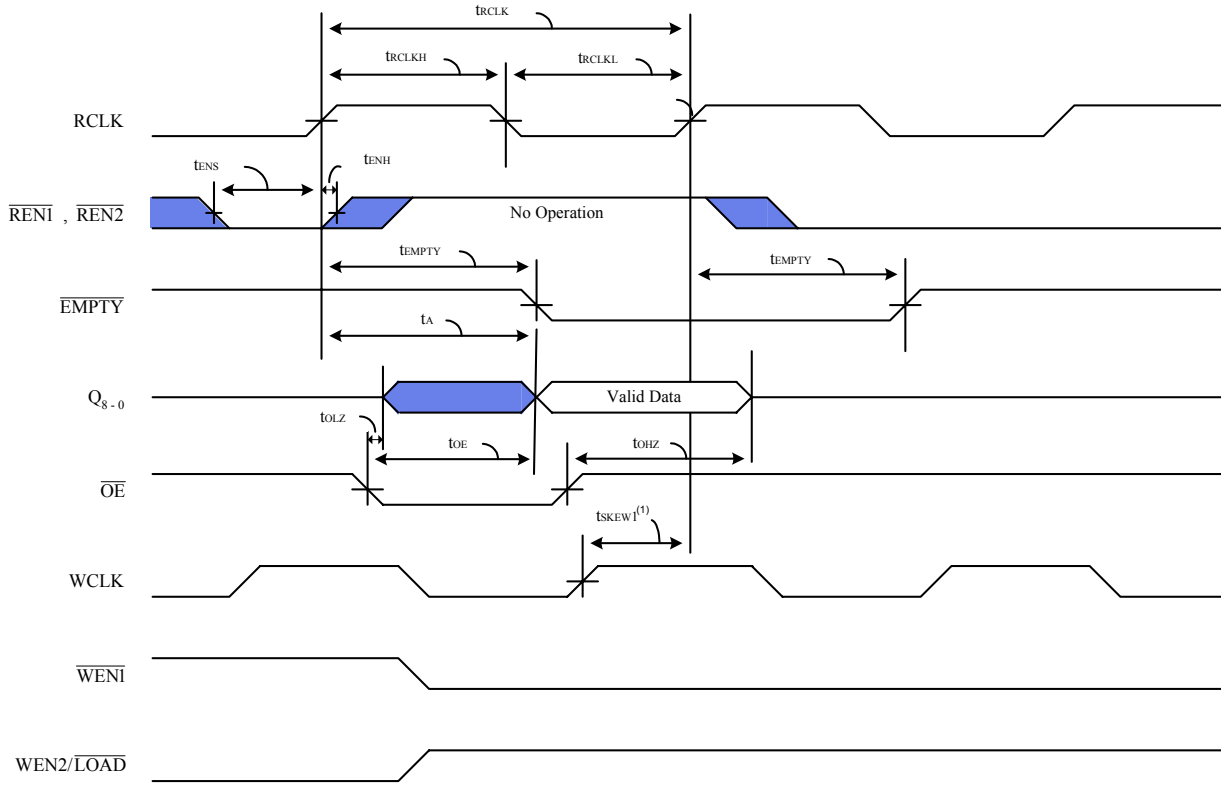 tRCLK
tRCLKH
tRCLKL
RCLK
tENS
tENH
REN1 , REN2
No Operation
tEMPTY
tEMPTY
EMPTY
tA
Q8 - 0
Valid Data
tOLZ
tOE
tOHZ
OE
tSKEW1(1)
WCLK
WEN1
WEN2/LOAD